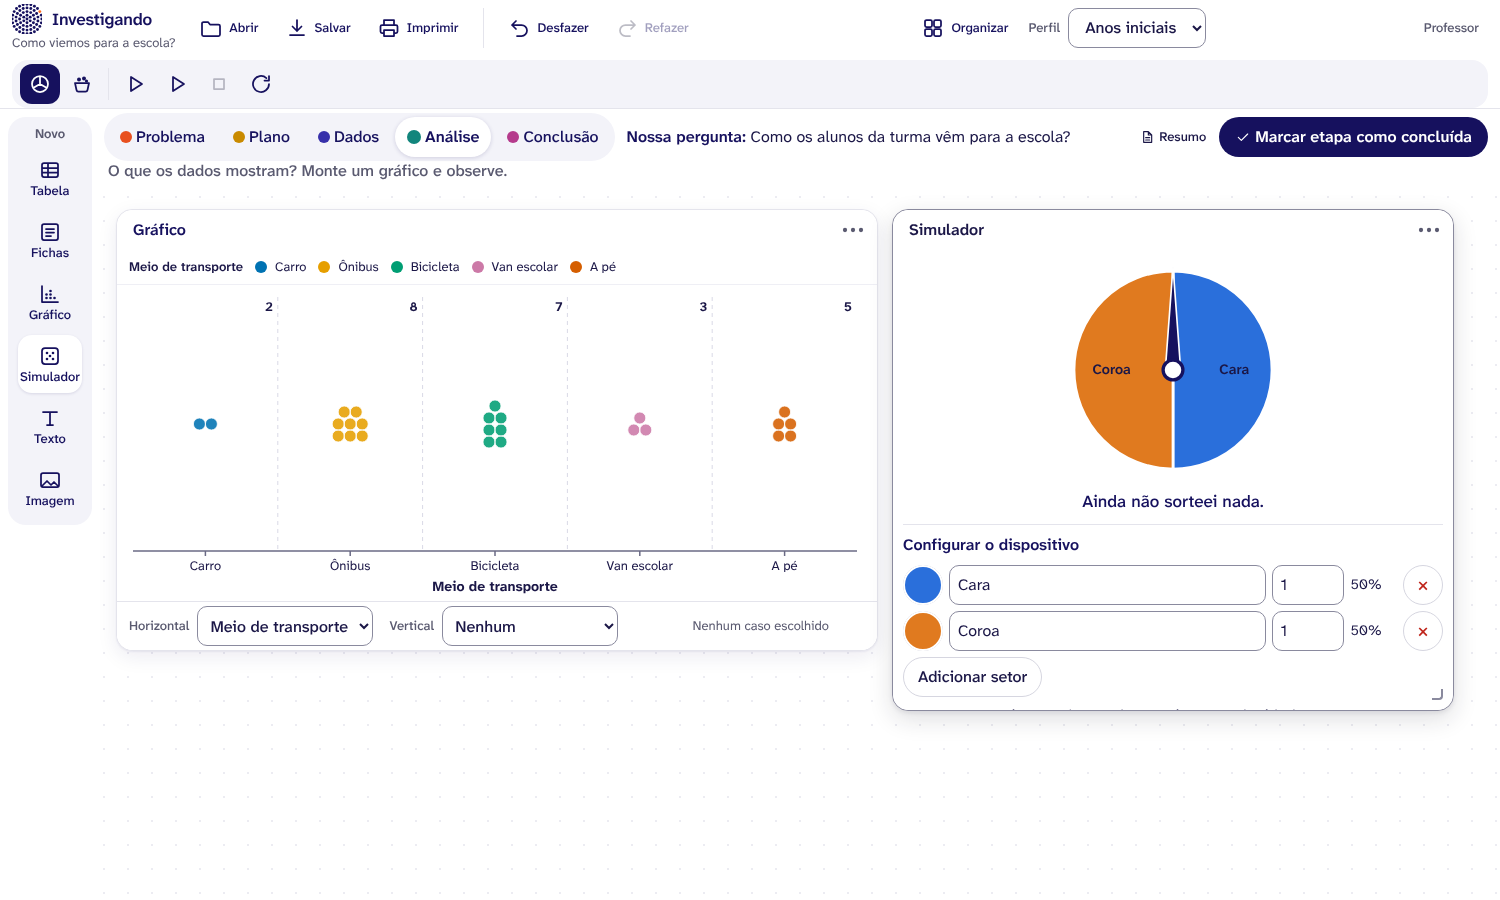 Investigando
Como viemos para a escola?
Abrir
Salvar
Imprimir
Desfazer
Refazer
Organizar
Perfil
Anos iniciais
Professor
Novo
Tabela
Fichas
Gráfico
Simulador
Texto
Imagem
Problema
Plano
Dados
Análise
Conclusão
Nossa pergunta: Como os alunos da turma vêm para a escola?
Resumo
Marcar etapa como concluída
O que os dados mostram? Monte um gráfico e observe.
Gráfico
Meio de transporte
Carro
Ônibus
Bicicleta
Van escolar
A pé
2
8
7
3
5
Carro
Ônibus
Bicicleta
Van escolar
A pé
Meio de transporte
Horizontal
Meio de transporte
Vertical
Nenhum
Nenhum caso escolhido
Simulador
Coroa
Cara
Ainda não sorteei nada.
Configurar o dispositivo
Cara
1
50%
Coroa
1
50%
Adicionar setor